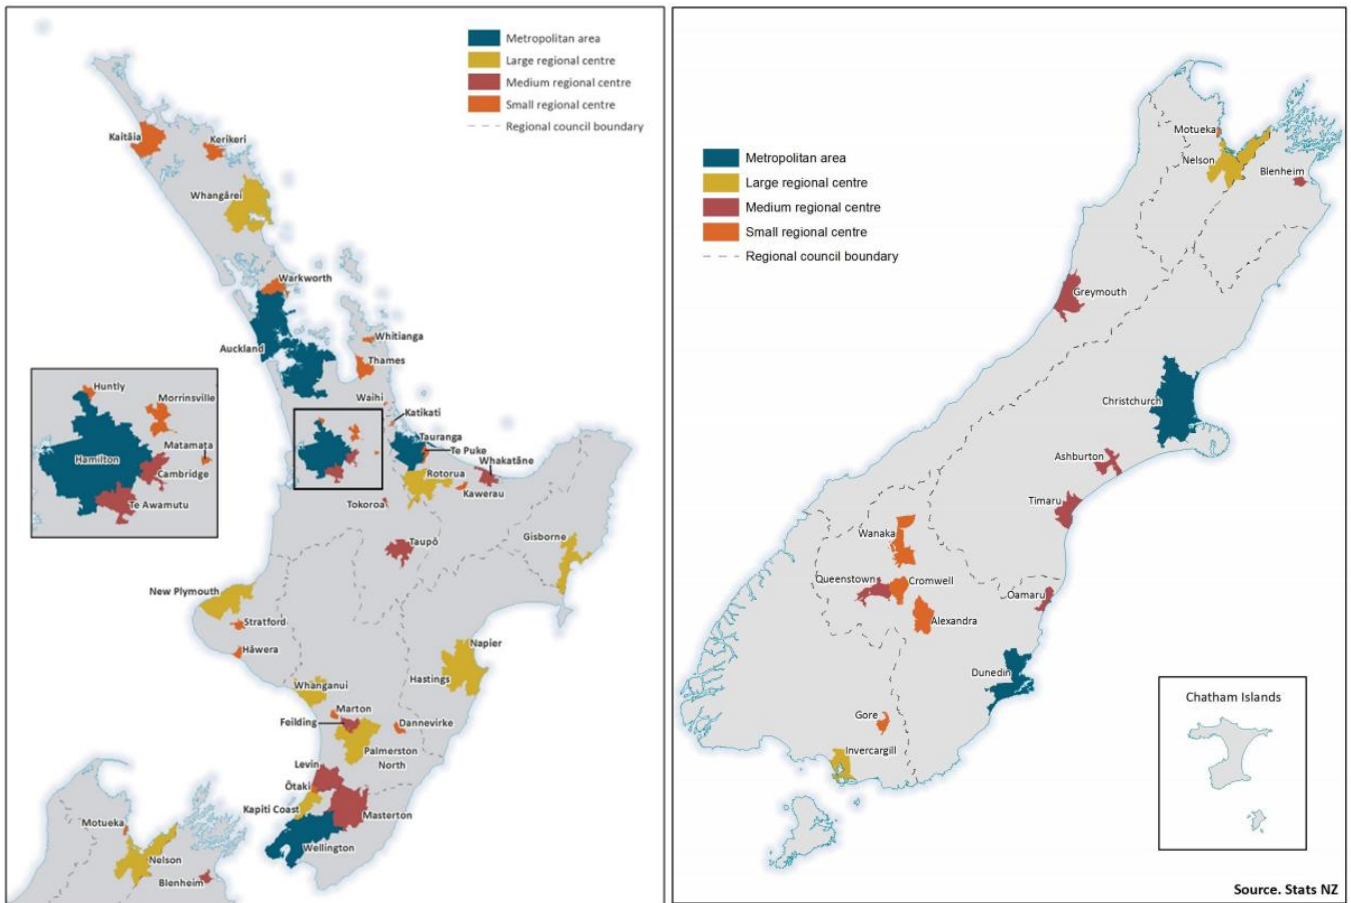 Metropolitan area
Large regional centre
Medium regional centre
Small regional centre
Regional council boundary
Kaitāia
Kerikeri
Whangārei
Warkworth
Auckland
Whitianga
Thames
Waihi
Katikati
Tauranga
Te Puke
Whakatāne
Rotorua
Kawerau
Tokoroa
Huntly
Morrinsville
Matamata
Hamilton
Cambridge
Te Awamutu
Taupō
Gisborne
New Plymouth
Stratford
Hāwera
Napier
Hastings
Whanganui
Marton
Feilding
Dannevirke
Palmerston
North
Levin
Ōtaki
Kapiti Coast
Masterton
Wellington
Motueka
Nelson
Blenheim
Metropolitan area
Large regional centre
Medium regional centre
Small regional centre
Regional council boundary
Motueka
Nelson
Blenheim
Greymouth
Christchurch
Ashburton
Timaru
Wanaka
Queenstown
Cromwell
Oamaru
Alexandra
Dunedin
Gore
Invercargill
Chatham Islands
Source. Stats NZ